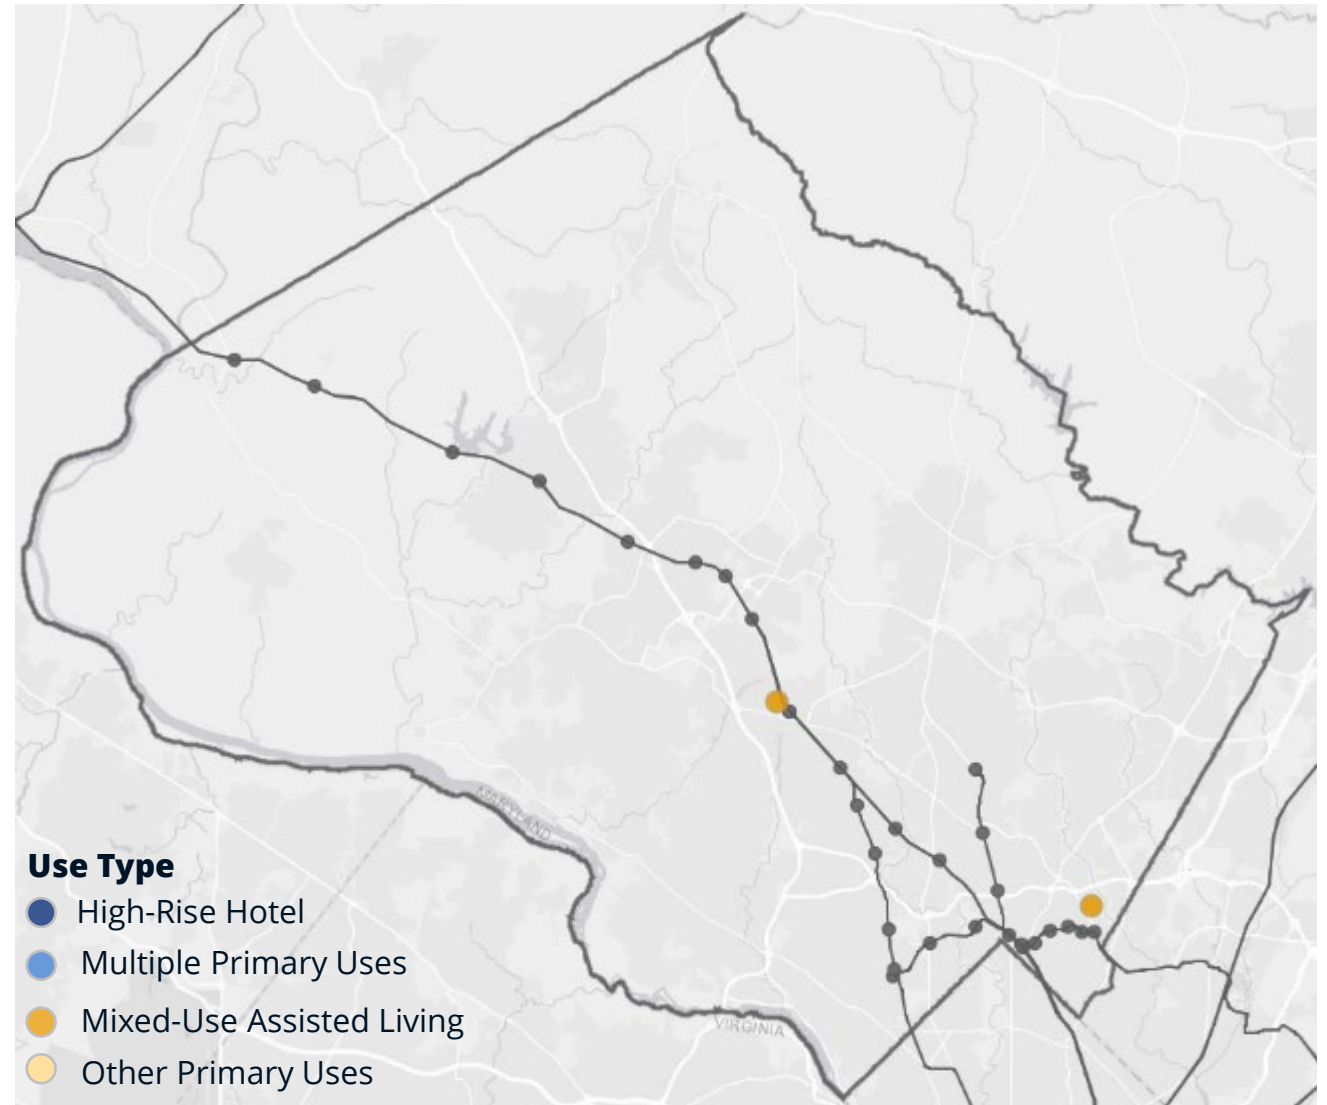 MARYLAND
VIRGINIA
Use Type
High-Rise Hotel
Multiple Primary Uses
Mixed-Use Assisted Living
Other Primary Uses